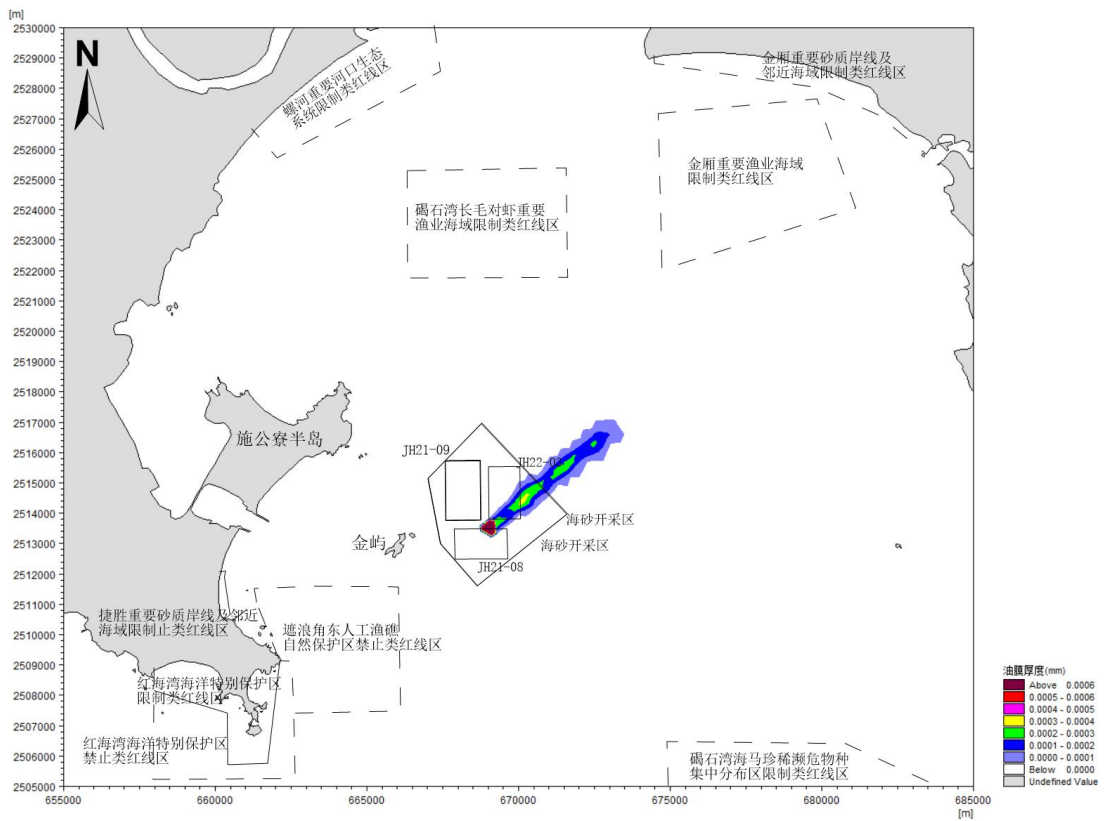 [m]
2530000
2529000
2528000
2527000
2526000
2525000
2524000
2523000
2522000
2521000
2520000
2519000
2518000
2517000
2516000
2515000
2514000
2513000
2512000
2511000
2510000
2509000
2508000
2507000
2506000
2505000
N
螺河重要河口生态
系统限制类红线区
金厢重要砂质岸线及
邻近海域限制类红线区
金厢重要渔业海域
限制类红线区
碣石湾长毛对虾重要
渔业海域限制类红线区
施公寮半岛
JH21-09
JH22-0
海砂开采区
海砂开采区
金屿
JH21-08
捷胜重要砂质岸线及邻近
海域限制止类红线区
遮浪角东人工渔礁
自然保护区禁止类红线区
红海湾海洋特别保护区
限制类红线区
红海湾海洋特别保护区
禁止类红线区
碣石湾海马珍稀濒危物种
集中分布区限制类红线区
油膜厚度(mm)
Above 0.0006
0.0005 - 0.0006
0.0004 - 0.0005
0.0003 - 0.0004
0.0002 - 0.0003
0.0001 - 0.0002
0.0000 - 0.0001
Below 0.0000
Undefined Value
655000
660000
665000
670000
675000
680000
685000
[m]